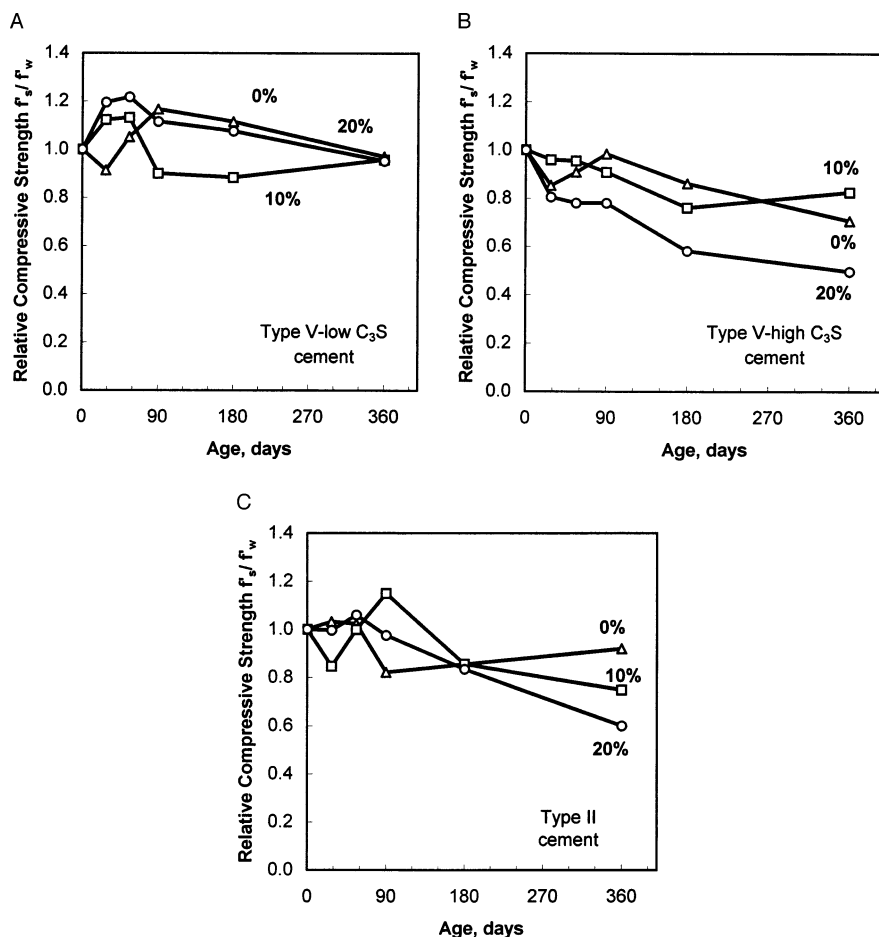 A
Relative Compressive Strength f's/ f'w
1.4
1.2
1.0
0.8
0.6
0.4
0.2
0.0
0%
20%
10%
Type V-low C₃S
cement
0 90 180 270 360
Age, days
B
Relative Compressive Strength f's/ f'w
1.4
1.2
1.0
0.8
0.6
0.4
0.2
0.0
10%
0%
20%
Type V-high C₃S
cement
0 90 180 270 360
Age, days
C
Relative Compressive Strength f's/ f'w
1.4
1.2
1.0
0.8
0.6
0.4
0.2
0.0
0%
10%
20%
Type II
cement
0 90 180 270 360
Age, days